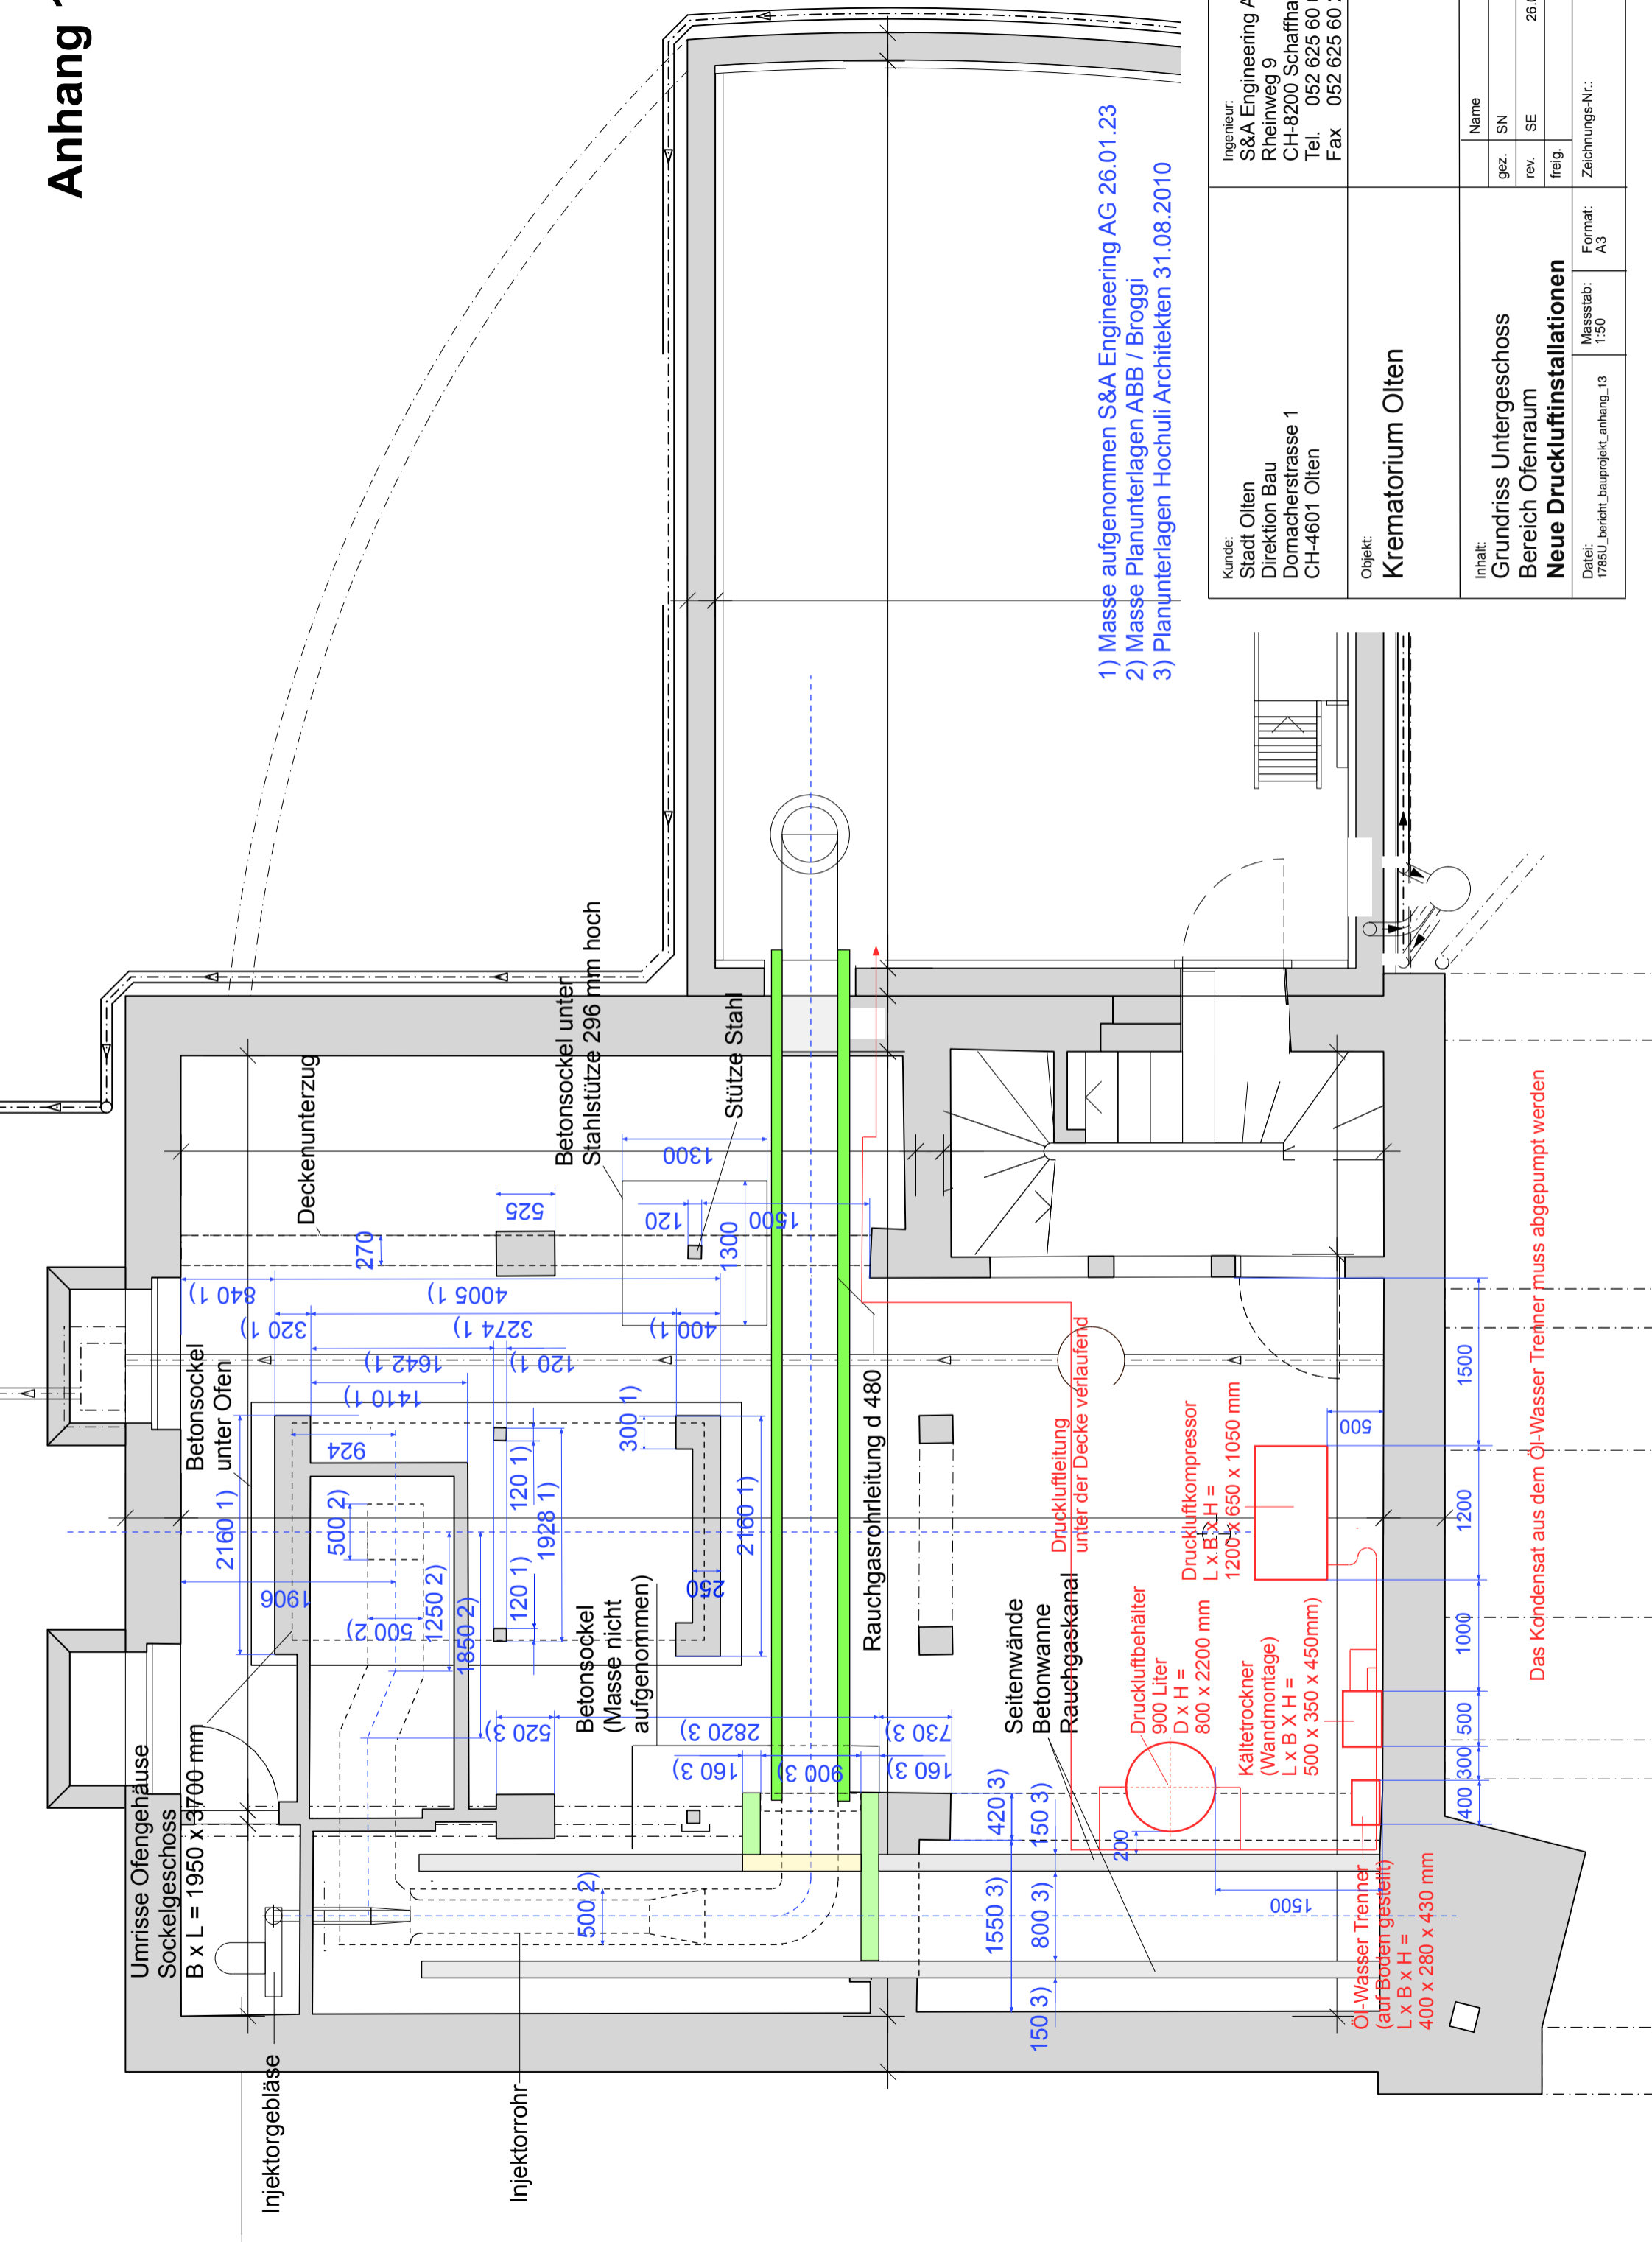 Anhang
Umrisse Ofengehäuse
Sockelgeschoss
B x L = 1950 x 3700 mm
Injektorgebläse
Injektorrohr
Betonsockel
unter Ofen
Deckenunterzug
Betonsockel unter
Stahlstütze 296 mm hoch
Stütze Stahl
Betonsockel
(Masse nicht
aufgenommen)
Rauchgasrohrleitung d 480
Seitenwände
Betonwanne
Rauchgaskanal
270
525
1300
120
1500
1300
840 1)
4005 1)
320 1)
3274 1)
400 1)
1642 1)
120 1)
1410 1)
924
300 1)
2160 1)
500 2)
120 1)
1928 1)
2160 1)
1906
500 2)
1250 2)
1850 2)
120 1)
250
520 3)
2820 3)
730 3)
160 3)
900 3)
160 3)
420 3)
150 3)
500 2)
1550 3)
800 3)
150 3)
200
1500
500
1500
1200
1000
500
300
400
Druckluftleitung
unter der Decke verlaufend
Druckluftkompressor
L x B x H =
1200 x 650 x 1050 mm
Druckluftbehälter
900 Liter
D x H =
800 x 2200 mm
Kältetrockner
(Wandmontage)
L x B x H =
500 x 350 x 450mm)
Öl-Wasser Trenner
(auf Boden gestellt)
L x B x H =
400 x 280 x 430 mm
Das Kondensat aus dem Öl-Wasser Trenner muss abgepumpt werden
1) Masse aufgenommen S&A Engineering AG 26.01.23
2) Masse Planunterlagen ABB / Broggi
3) Planunterlagen Hochuli Architekten 31.08.2010
Kunde:
Stadt Olten
Direktion Bau
Dornacherstrasse 1
CH-4601 Olten
Ingenieur:
S&A Engineering A
Rheinweg 9
CH-8200 Schaffha
Tel. 052 625 60
Fax 052 625 60
Objekt:
Krematorium Olten
Inhalt:
Grundriss Untergeschoss
Bereich Ofenraum
Neue Druckluftinstallationen
Name
gez. SN
rev. SE 26.
freig.
Datei:
1785U_bericht_bauprojekt_anhang_13
Massstab:
1:50
Format:
A3
Zeichnungs-Nr.: